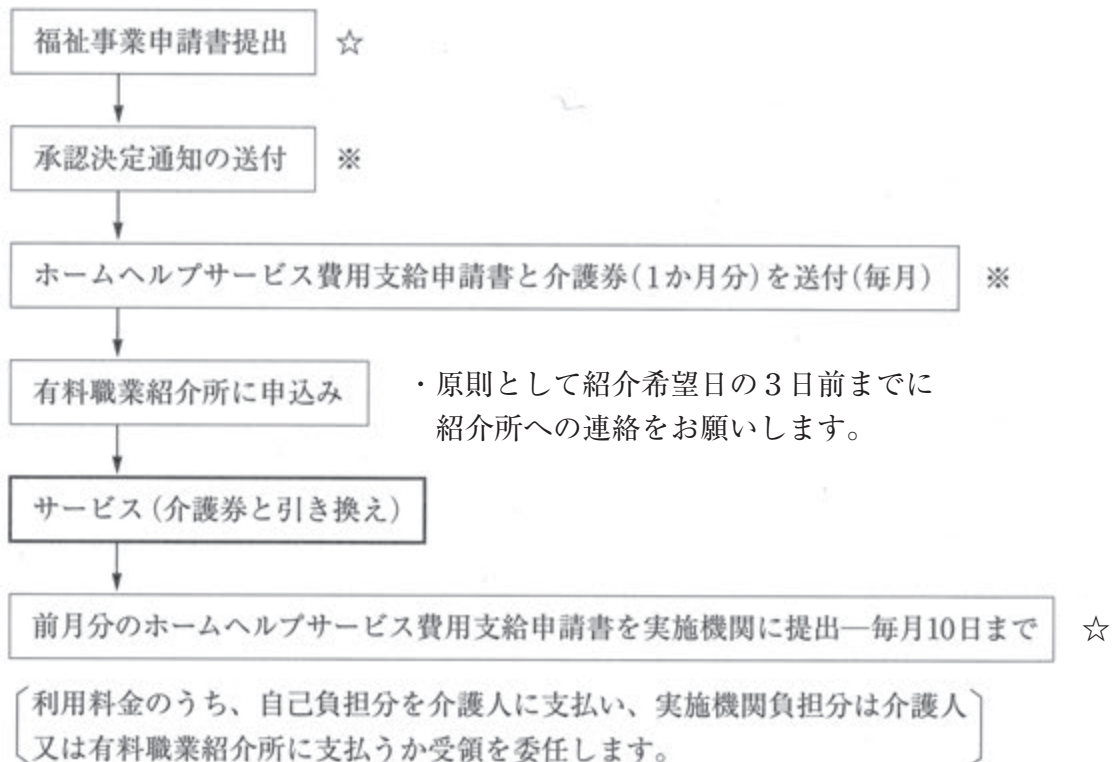 福祉事業申請書提出 ☆
承認決定通知の送付 ※
ホームヘルプサービス費用支給申請書と介護券(1か月分)を送付(毎月) ※
有料職業紹介所に申込み
・原則として紹介希望日の3日前までに
紹介所への連絡をお願いします。
サービス(介護券と引き換え)
前月分のホームヘルプサービス費用支給申請書を実施機関に提出―毎月10日まで ☆
利用料金のうち、自己負担分を介護人に支払い、実施機関負担分は介護人
又は有料職業紹介所に支払うか受領を委任します。